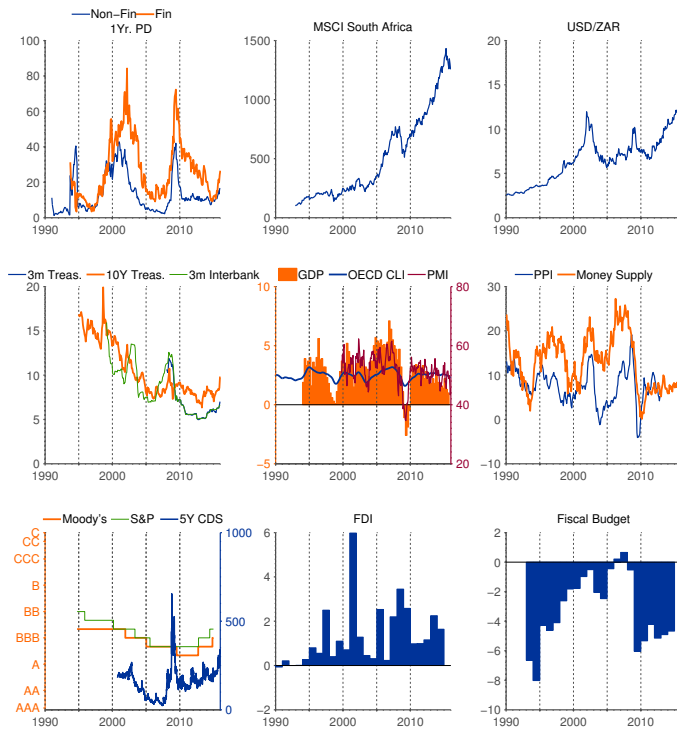 Non-Fin Fin
1Yr. PD
100
80
60
40
20
0
1990 2000 2010
MSCI South Africa
1500
1000
500
0
1990 2000 2010
USD/ZAR
20
15
10
5
0
1990 2000 2010
3m Treas. 10Y Treas. 3m Interbank
20
15
10
5
0
1990 2000 2010
GDP OECD CLI PMI
10 80
5 60
0 40
-5 20
1990 2000 2010
PPI Money Supply
30
20
10
0
-10
1990 2000 2010
Moody's S&P 5Y CDS
C 1000
CC
CCC
B
BB 500
BBB
A
AA
AAA 0
1990 2000 2010
FDI
6
4
2
0
-2
1990 2000 2010
Fiscal Budget
2
0
-2
-4
-6
-8
-10
1990 2000 2010